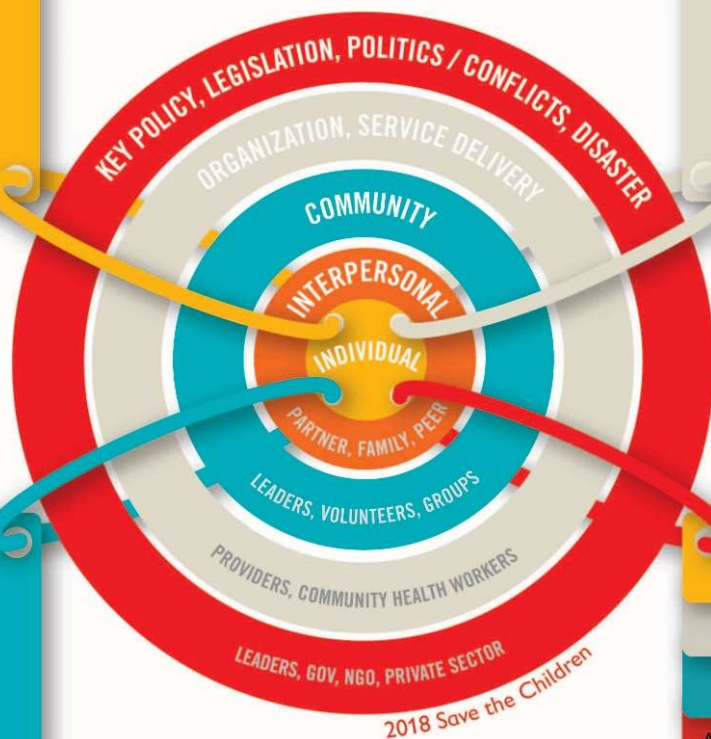 KEY POLICY, LEGISLATION, POLITICS / CONFLICTS, DISASTER
ORGANIZATION, SERVICE DELIVERY
COMMUNITY
INTERPERSONAL
INDIVIDUAL
PARTNER, FAMILY, PEER
LEADERS, VOLUNTEERS, GROUPS
PROVIDERS, COMMUNITY HEALTH WORKERS
LEADERS, GOV, NGO, PRIVATE SECTOR
2018 Save the Children